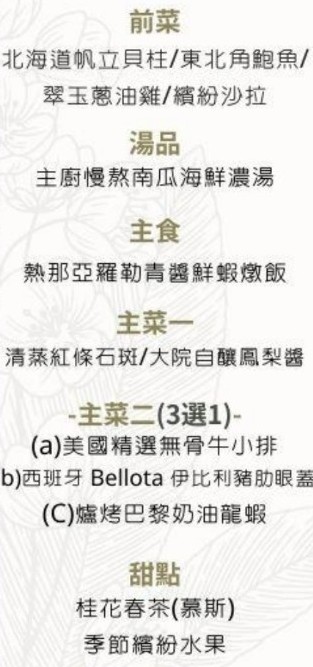 前菜
北海道帆立貝柱/東北角鮑魚/
翠玉蔥油雞/繽紛沙拉
湯品
主廚慢熬南瓜海鮮濃湯
主食
熱那亞羅勒青醬鮮蝦燉飯
主菜一
清蒸紅條石斑/大院自釀鳳梨醬
-主菜二(3選1)-
(a)美國精選無骨牛小排
b)西班牙 Bellota 伊比利豬肋眼蓋
(C)爐烤巴黎奶油龍蝦
甜點
桂花春茶(慕斯)
季節繽紛水果